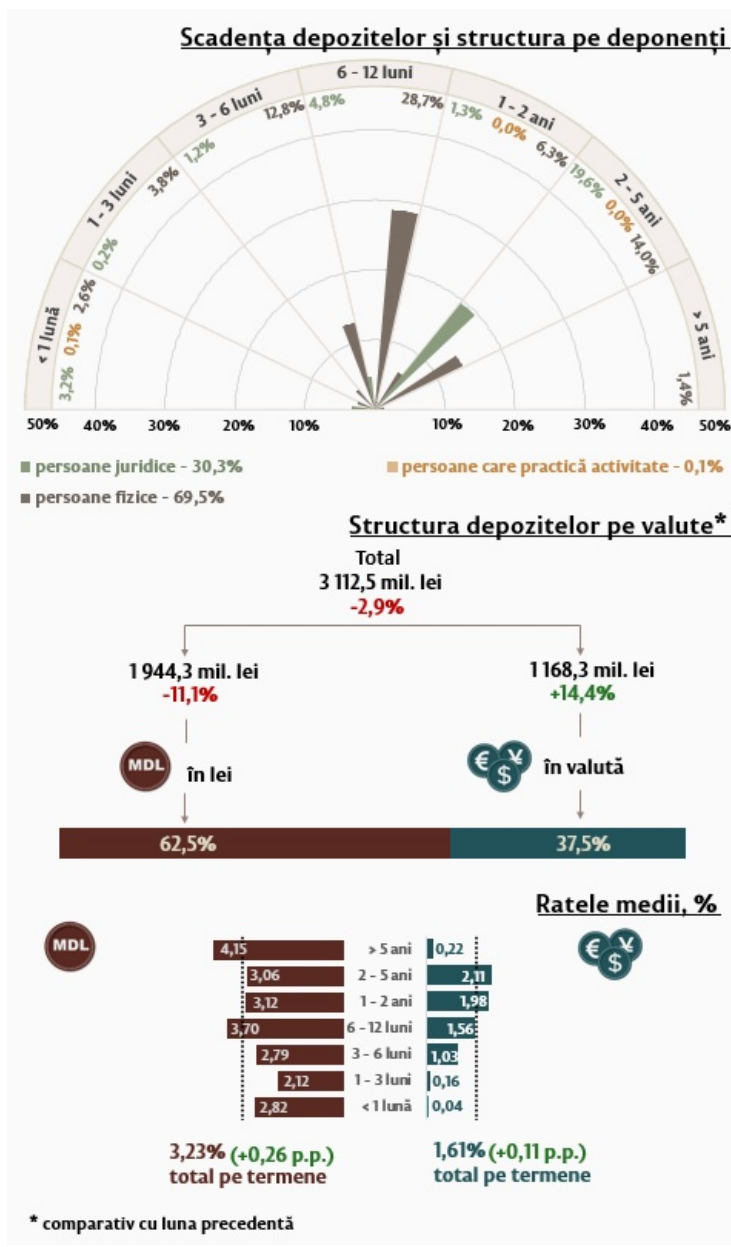 Scadența depozitelor și structura pe deponenți
< 1 lună
1 - 3 luni
3 - 6 luni
6 - 12 luni
1 - 2 ani
2 - 5 ani
> 5 ani
3,2% 0,1% 2,6%
0,2% 3,8%
1,2% 12,8%
4,8% 28,7%
1,3% 0,0% 6,3%
19,6% 0,0% 14,0%
1,4%
50% 40% 30% 20% 10% 10% 20% 30% 40% 50%
persoane juridice - 30,3% persoane care practică activitate - 0,1%
persoane fizice - 69,5%
Structura depozitelor pe valute*
Total
3 112,5 mil. lei
-2,9%
1 944,3 mil. lei 1 168,3 mil. lei
-11,1% +14,4%
MDL în lei € ¥ $ în valută
62,5% 37,5%
Ratele medii, %
MDL € ¥ $
4,15 > 5 ani 0,22
3,06 2 - 5 ani 2,11
3,12 1 - 2 ani 1,98
3,70 6 - 12 luni 1,56
2,79 3 - 6 luni 1,03
2,12 1 - 3 luni 0,16
2,82 < 1 lună 0,04
3,23% (+0,26 p.p.) 1,61% (+0,11 p.p.)
total pe termene total pe termene
* comparativ cu luna precedentă